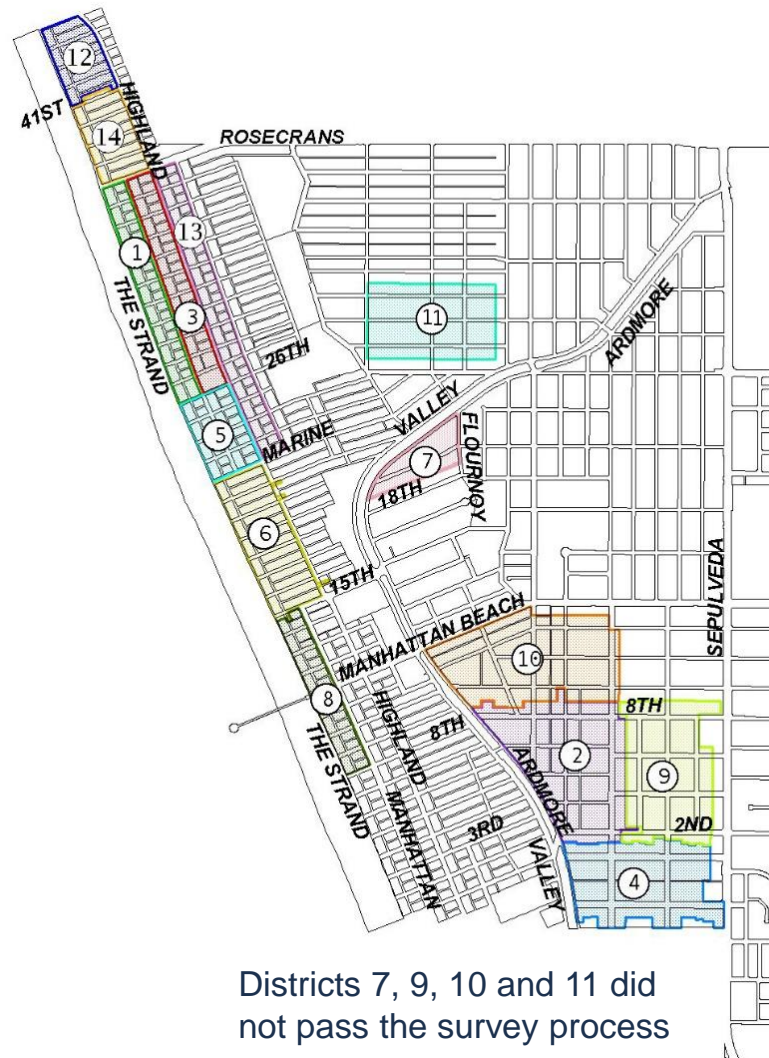 12
41ST
HIGHLAND
14
ROSECRANS
13
1
3
THE STRAND
11
ARDMORE
26TH
5
MARINE
VALLEY
FLOURNOY
7
18TH
6
15TH
SEPULVEDA
MANHATTAN BEACH
10
8
HIGHLAND
8TH
8TH
THE STRAND
ARDMORE
2
9
MANHATTAN
3RD
2ND
VALLEY
4
Districts 7, 9, 10 and 11 did
not pass the survey process